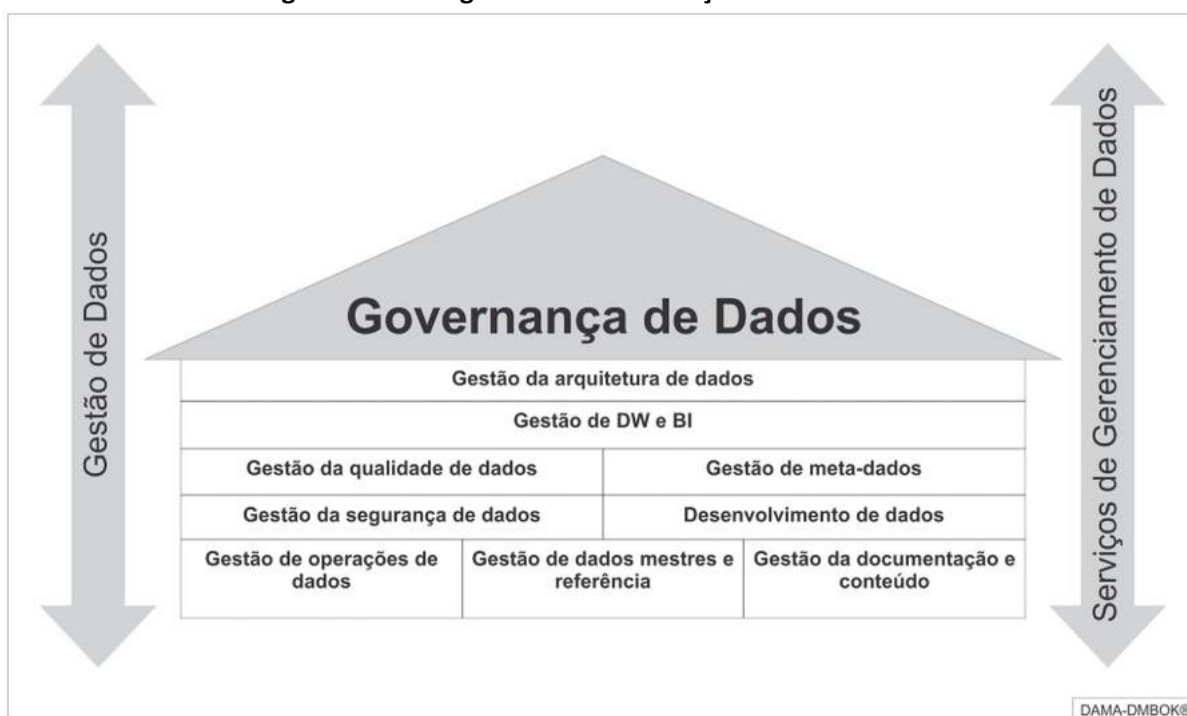 Gestão de Dados
Serviços de Gerenciamento de Dados
Governança de Dados
Gestão da arquitetura de dados
Gestão de DW e BI
Gestão da qualidade de dados
Gestão de meta-dados
Gestão da segurança de dados
Desenvolvimento de dados
Gestão de operações de
dados
Gestão de dados mestres e
referência
Gestão da documentação e
conteúdo
DAMA-DMBOK®